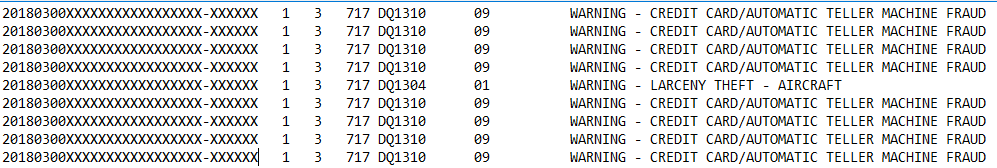 20180300XXXXXXXXXXXXXXXXX-XXXXXX 1 3 717 DQ1310 09 WARNING - CREDIT CARD/AUTOMATIC TELLER MACHINE FRAUD
20180300XXXXXXXXXXXXXXXXX-XXXXXX 1 3 717 DQ1310 09 WARNING - CREDIT CARD/AUTOMATIC TELLER MACHINE FRAUD
20180300XXXXXXXXXXXXXXXXX-XXXXXX 1 3 717 DQ1310 09 WARNING - CREDIT CARD/AUTOMATIC TELLER MACHINE FRAUD
20180300XXXXXXXXXXXXXXXXX-XXXXXX 1 3 717 DQ1310 09 WARNING - CREDIT CARD/AUTOMATIC TELLER MACHINE FRAUD
20180300XXXXXXXXXXXXXXXXX-XXXXXX 1 3 717 DQ1304 01 WARNING - LARCENY THEFT - AIRCRAFT
20180300XXXXXXXXXXXXXXXXX-XXXXXX 1 3 717 DQ1310 09 WARNING - CREDIT CARD/AUTOMATIC TELLER MACHINE FRAUD
20180300XXXXXXXXXXXXXXXXX-XXXXXX 1 3 717 DQ1310 09 WARNING - CREDIT CARD/AUTOMATIC TELLER MACHINE FRAUD
20180300XXXXXXXXXXXXXXXXX-XXXXXX 1 3 717 DQ1310 09 WARNING - CREDIT CARD/AUTOMATIC TELLER MACHINE FRAUD
20180300XXXXXXXXXXXXXXXXX-XXXXXX 1 3 717 DQ1310 09 WARNING - CREDIT CARD/AUTOMATIC TELLER MACHINE FRAUD